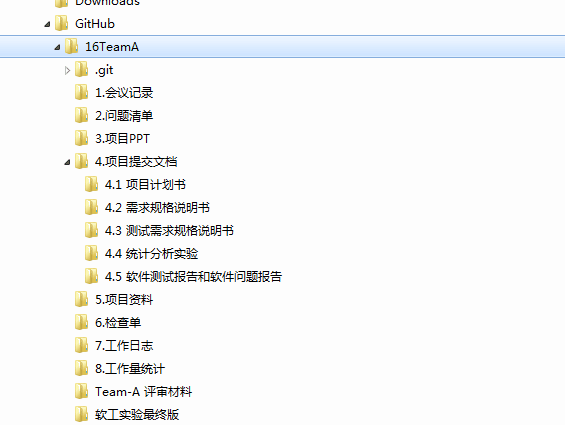 Downloads
GitHub
16TeamA
.git
1.会议记录
2.问题清单
3.项目PPT
4.项目提交文档
4.1 项目计划书
4.2 需求规格说明书
4.3 测试需求规格说明书
4.4 统计分析实验
4.5 软件测试报告和软件问题报告
5.项目资料
6.检查单
7.工作日志
8.工作量统计
Team-A 评审材料
软工实验最终版